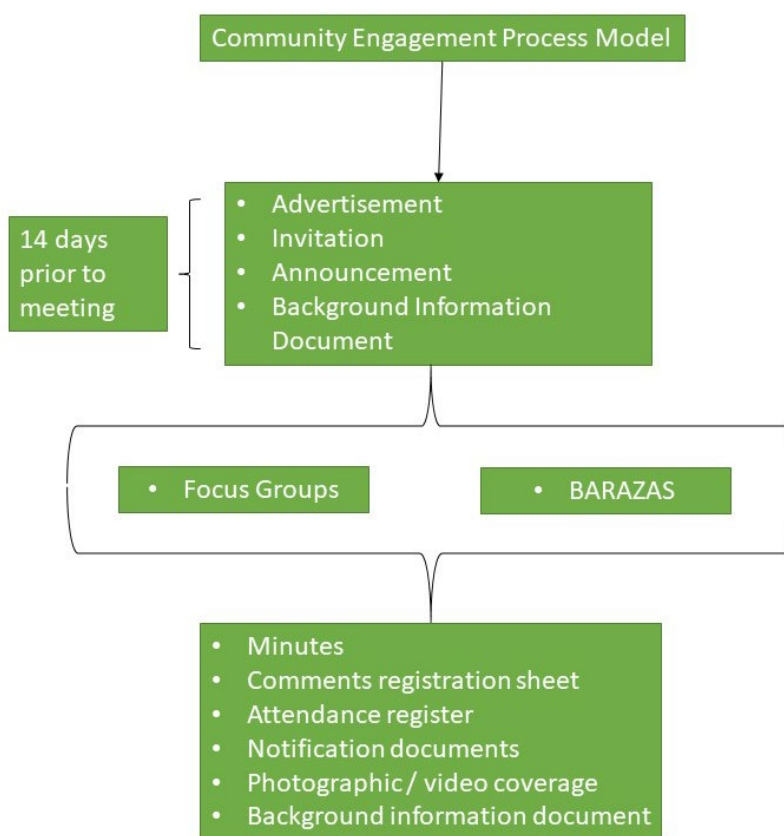 Community Engagement Process Model
14 days
prior to
meeting
• Advertisement
• Invitation
• Announcement
• Background Information
Document
• Focus Groups
• BARAZAS
• Minutes
• Comments registration sheet
• Attendance register
• Notification documents
• Photographic / video coverage
• Background information document